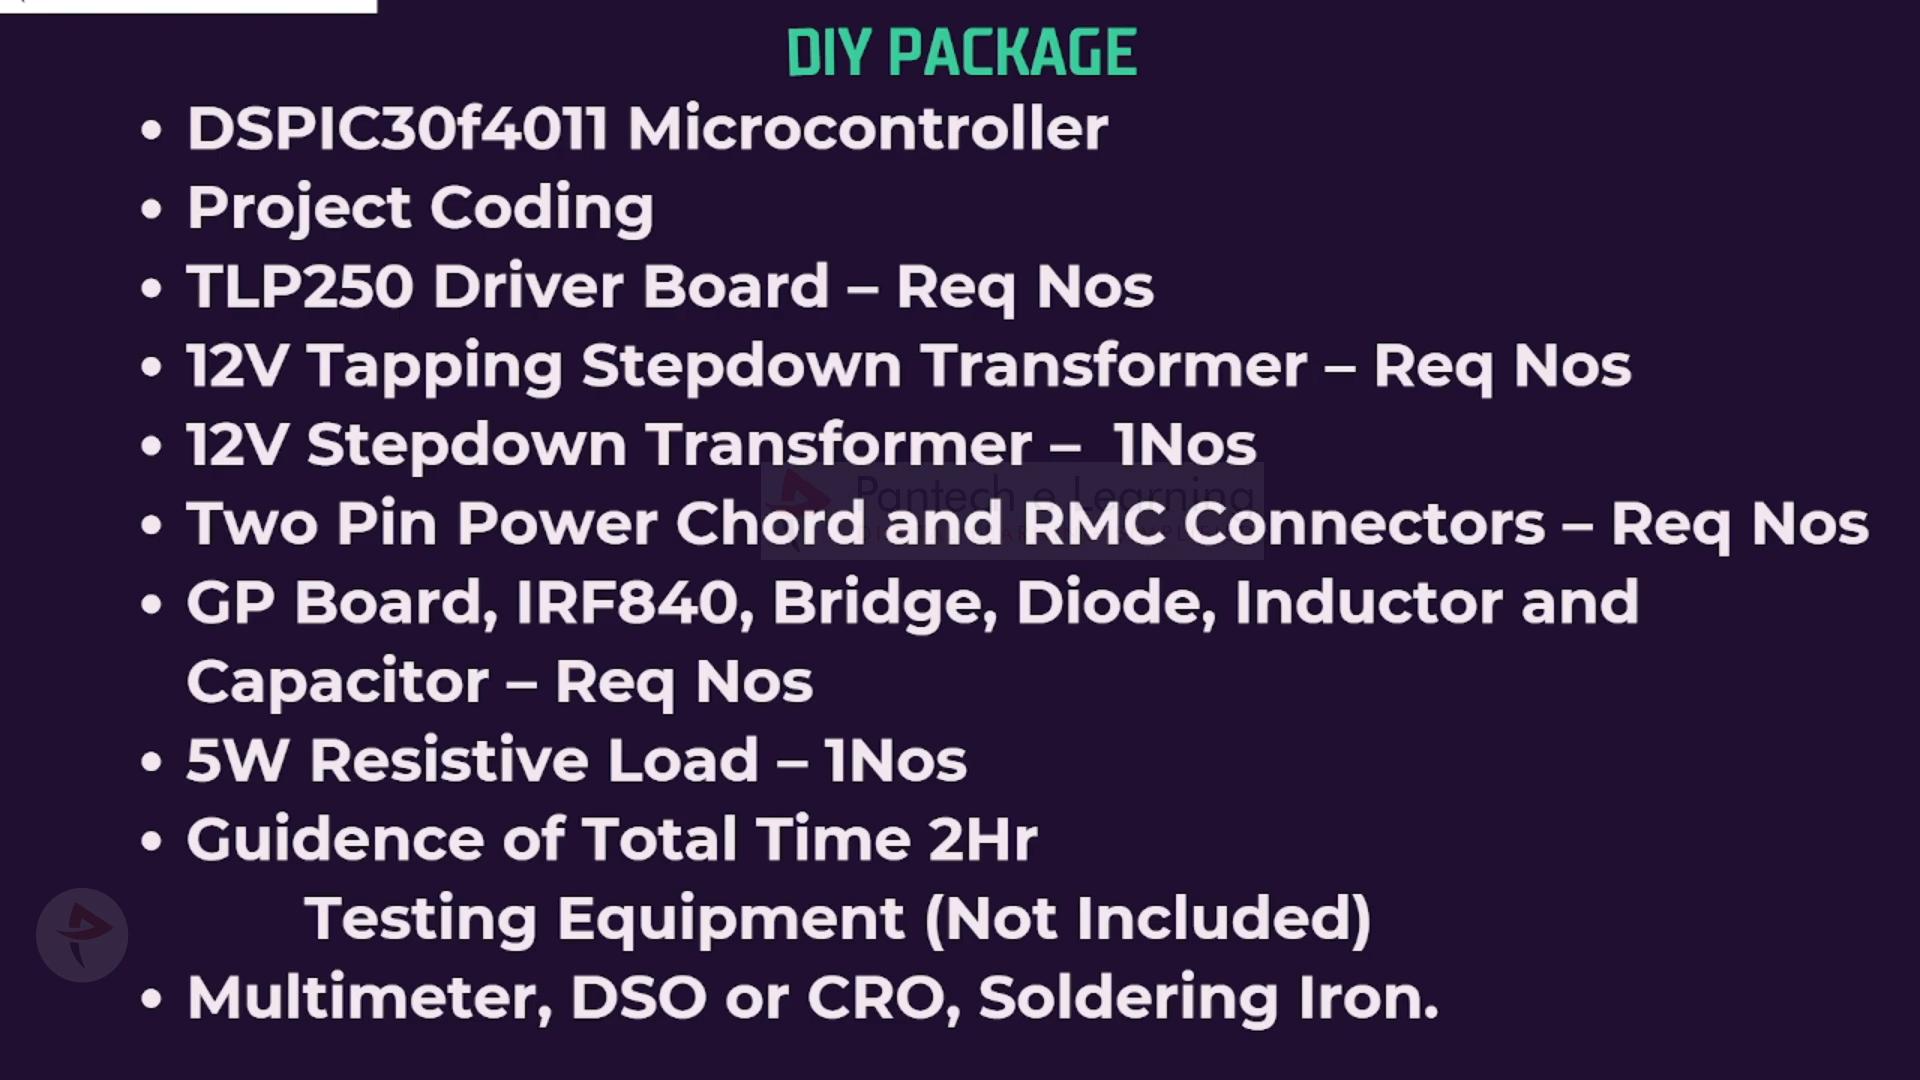 DIY PACKAGE
• DSPIC30f4011 Microcontroller
• Project Coding
• TLP250 Driver Board – Req Nos
• 12V Tapping Stepdown Transformer – Req Nos
• 12V Stepdown Transformer –  1Nos
Pantech e Learning
• Two Pin Power Chord and RMC Connectors – Req Nos
• GP Board, IRF840, Bridge, Diode, Inductor and
Capacitor – Req Nos
• 5W Resistive Load – 1Nos
• Guidence of Total Time 2Hr
Testing Equipment (Not Included)
• Multimeter, DSO or CRO, Soldering Iron.